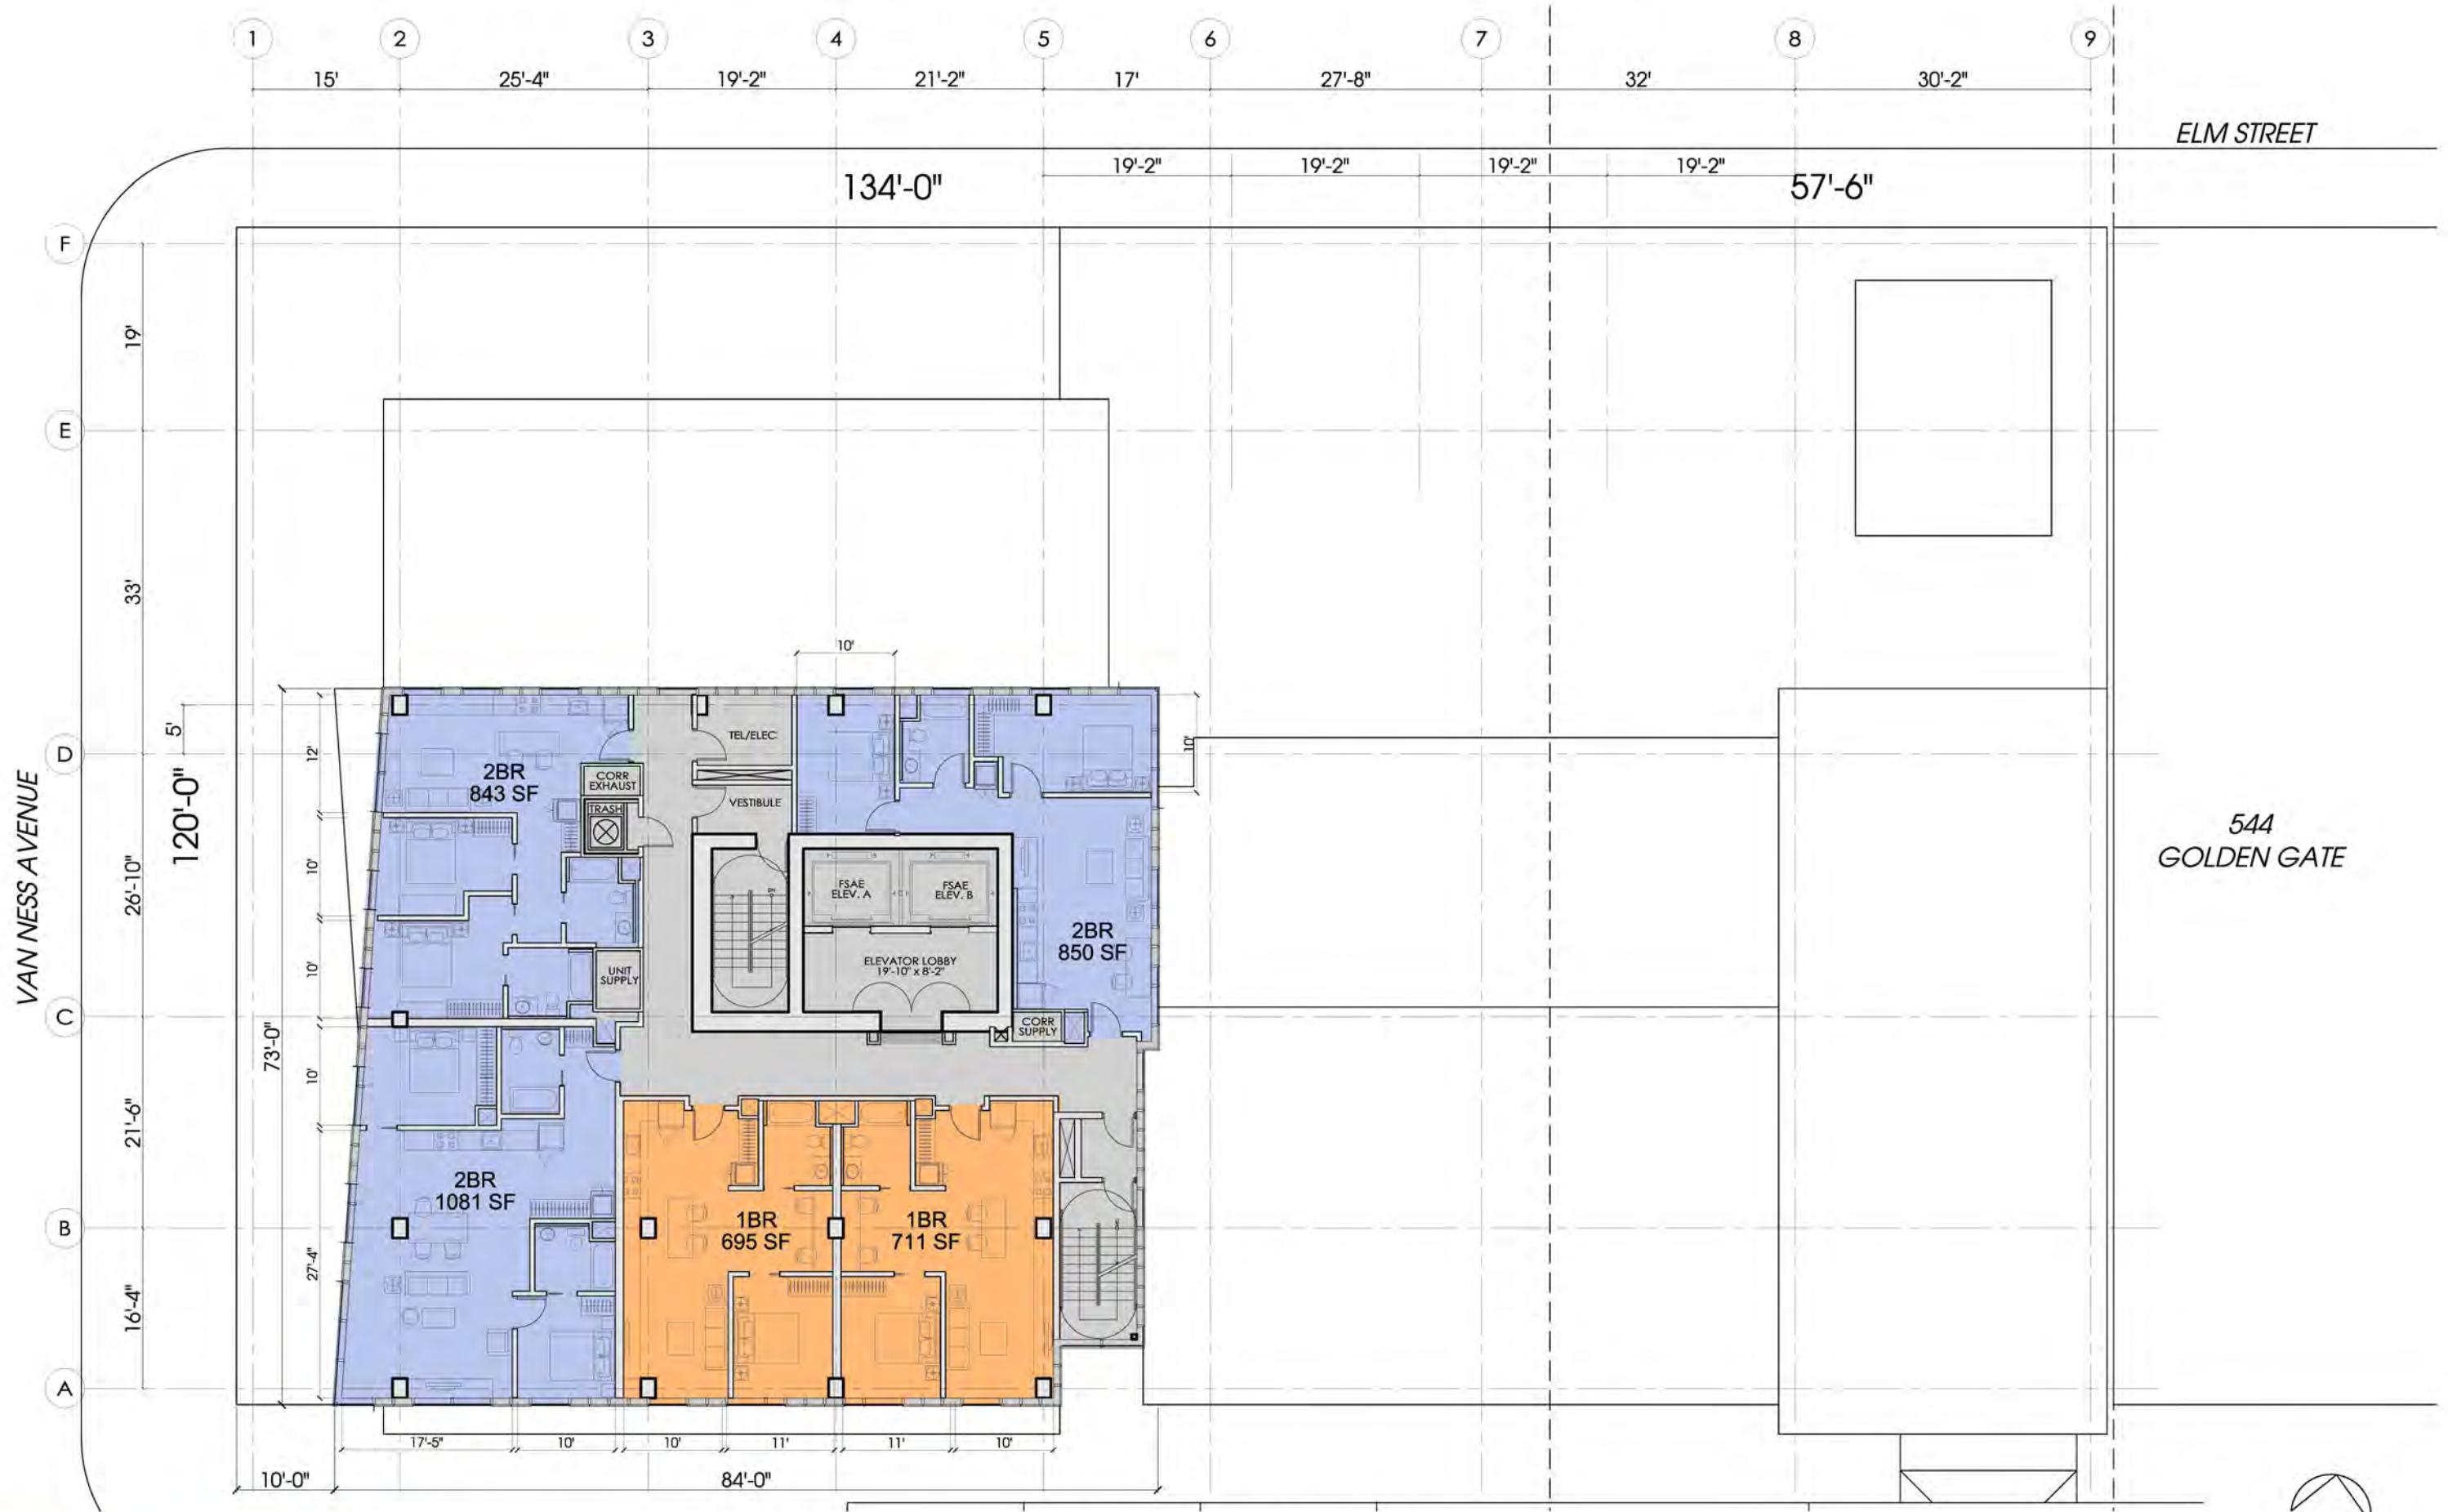 1 2 3 4 5 6 7 8 9
15' 25'-4" 19'-2" 21'-2" 17' 27'-8" 32' 30'-2"
ELM STREET
19'-2" 19'-2" 19'-2" 19'-2"
134'-0" 57'-6"
F
19'
E
33'
10'
5'
D
12'
10'
TEL/ELEC
2BR
843 SF
CORR
EXHAUST
TRASH
VESTIBULE
VAN NESS AVENUE
120'-0"
26'-10"
10'
544
GOLDEN GATE
FSAE
ELEV. A
FSAE
ELEV. B
DN
2BR
850 SF
ELEVATOR LOBBY
19'-10" x 8'-2"
10'
UNIT
SUPPLY
C
CORR
SUPPLY
73'-0"
10'
21'-6"
2BR
1081 SF
B
1BR
695 SF
1BR
711 SF
27'-4"
16'-4"
A
17'-5" 10' 10' 11' 11' 10'
10'-0" 84'-0"